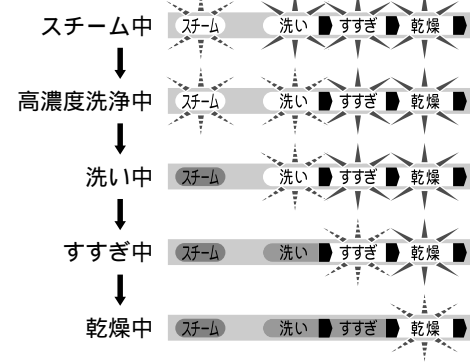 スチーム中 スチーム 洗い すすぎ 乾燥
高濃度洗浄中 スチーム 洗い すすぎ 乾燥
洗い中 スチーム 洗い すすぎ 乾燥
すすぎ中 スチーム 洗い すすぎ 乾燥
乾燥中 スチーム 洗い すすぎ 乾燥